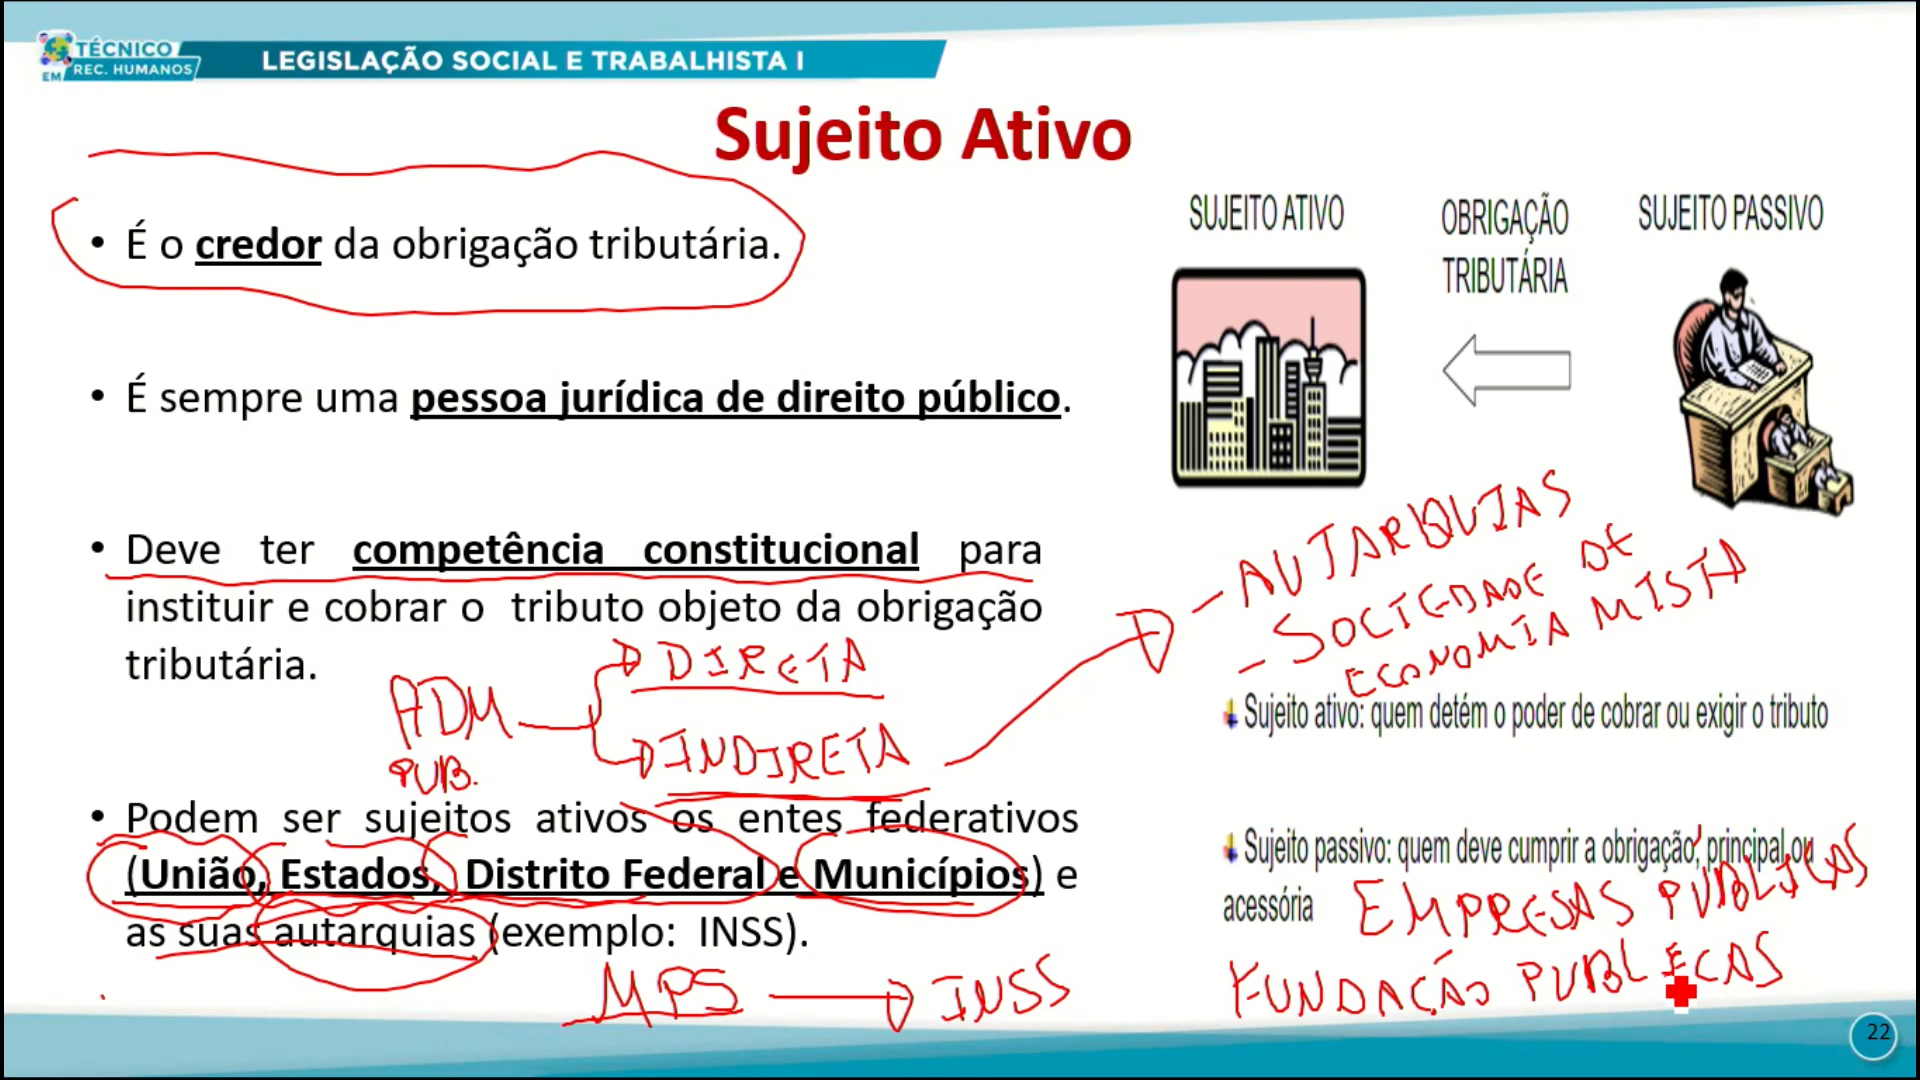 TÉCNICO
EM REC. HUMANOS
LEGISLAÇÃO SOCIAL E TRABALHISTA I
Sujeito Ativo
• É o credor da obrigação tributária.
• É sempre uma pessoa jurídica de direito público.
• Deve ter competência constitucional para
instituir e cobrar o tributo objeto da obrigação
tributária.
ADM
PUB.
DIRETA
INDIRETA
• Podem ser sujeitos ativos os entes federativos
(União, Estados, Distrito Federal e Municípios) e
as suas autarquias (exemplo: INSS).
MPS
INSS
SUJEITO ATIVO
OBRIGAÇÃO
TRIBUTÁRIA
SUJEITO PASSIVO
- AUTARQUIAS
- SOCIEDADE DE
ECONOMIA MISTA
Sujeito ativo: quem detém o poder de cobrar ou exigir o tributo
Sujeito passivo: quem deve cumprir a obrigação, principal ou
acessória
EMPRESAS PÚBLICAS
FUNDAÇÃO PUBLECAS
22